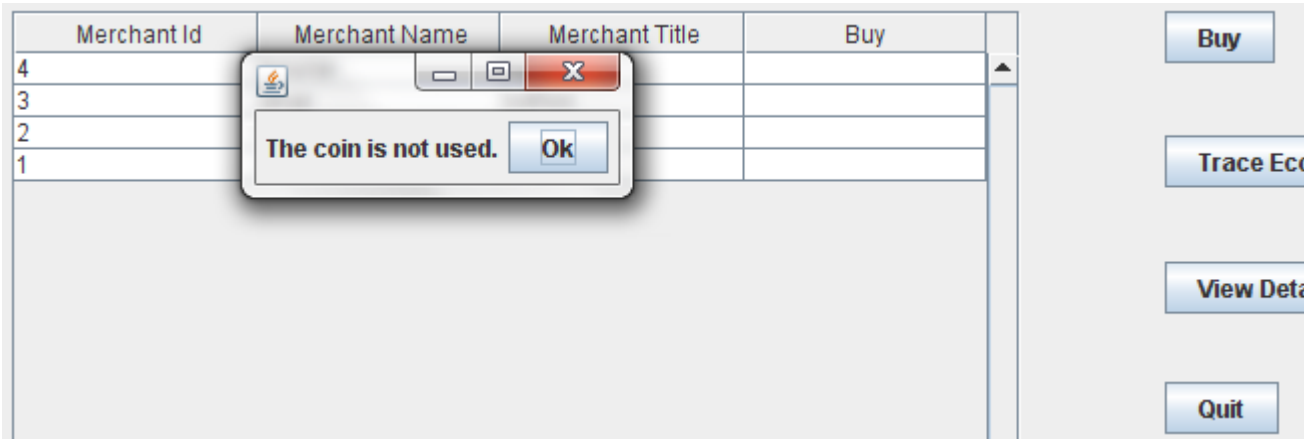 Merchant Id Merchant Name Merchant Title Buy
4
3
2
1
The coin is not used. Ok
Buy
Trace Eco
View Deta
Quit